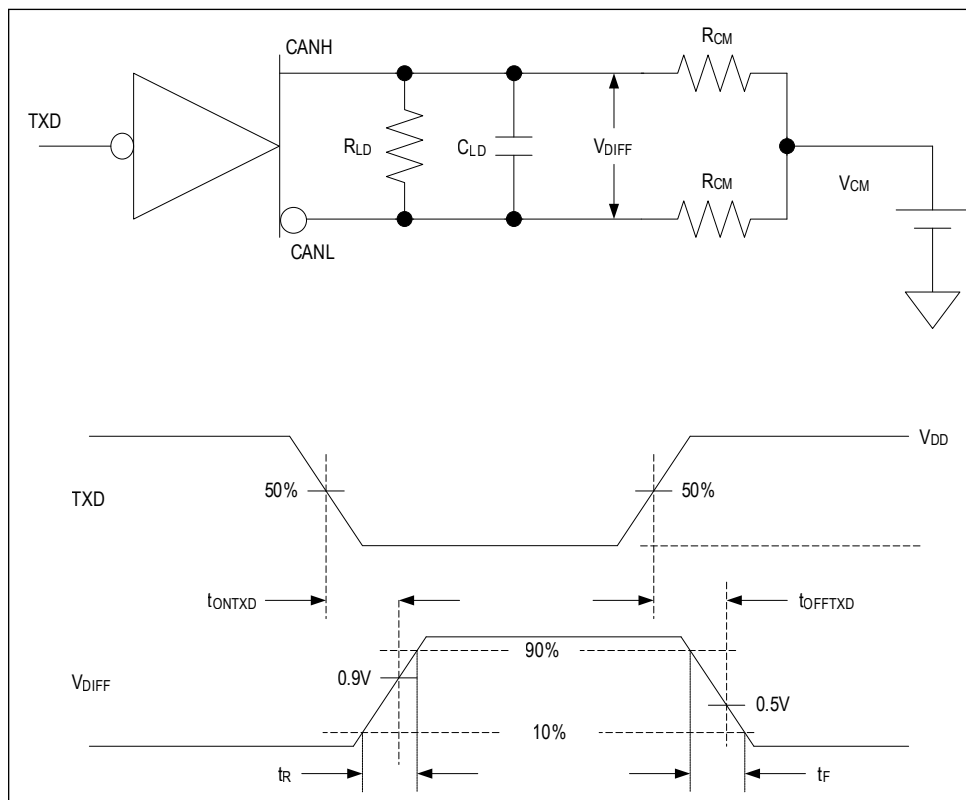 CANH
RCM
TXD
RLD
CLD
VDIFF
RCM
VCM
CANL
VDD
TXD
50%
50%
tONTXD
tOFFTXD
90%
VDIFF
0.9V
0.5V
10%
tR
tF